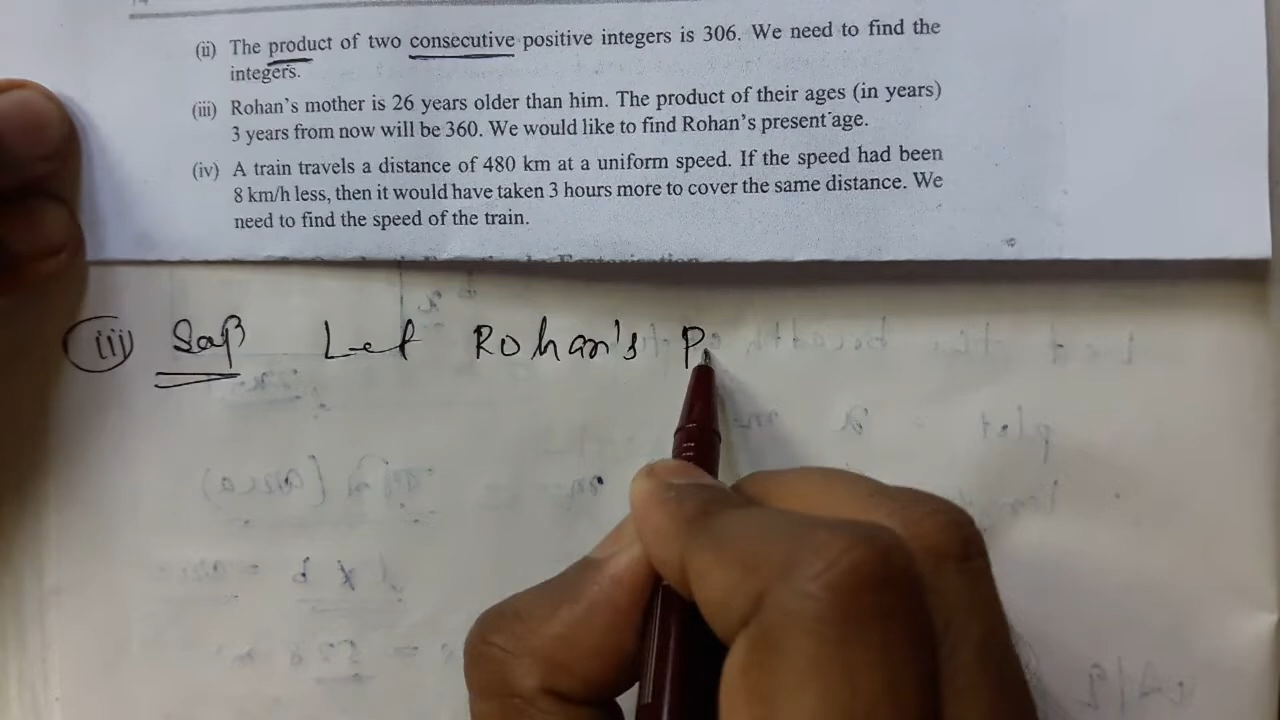 (ii) The product of two consecutive positive integers is 306. We need to find the
integers.
(iii) Rohan's mother is 26 years older than him. The product of their ages (in years)
3 years from now will be 360. We would like to find Rohan's present age.
(iv) A train travels a distance of 480 km at a uniform speed. If the speed had been
8 km/h less, then it would have taken 3 hours more to cover the same distance. We
need to find the speed of the train.
(iii) Let Rohan's P